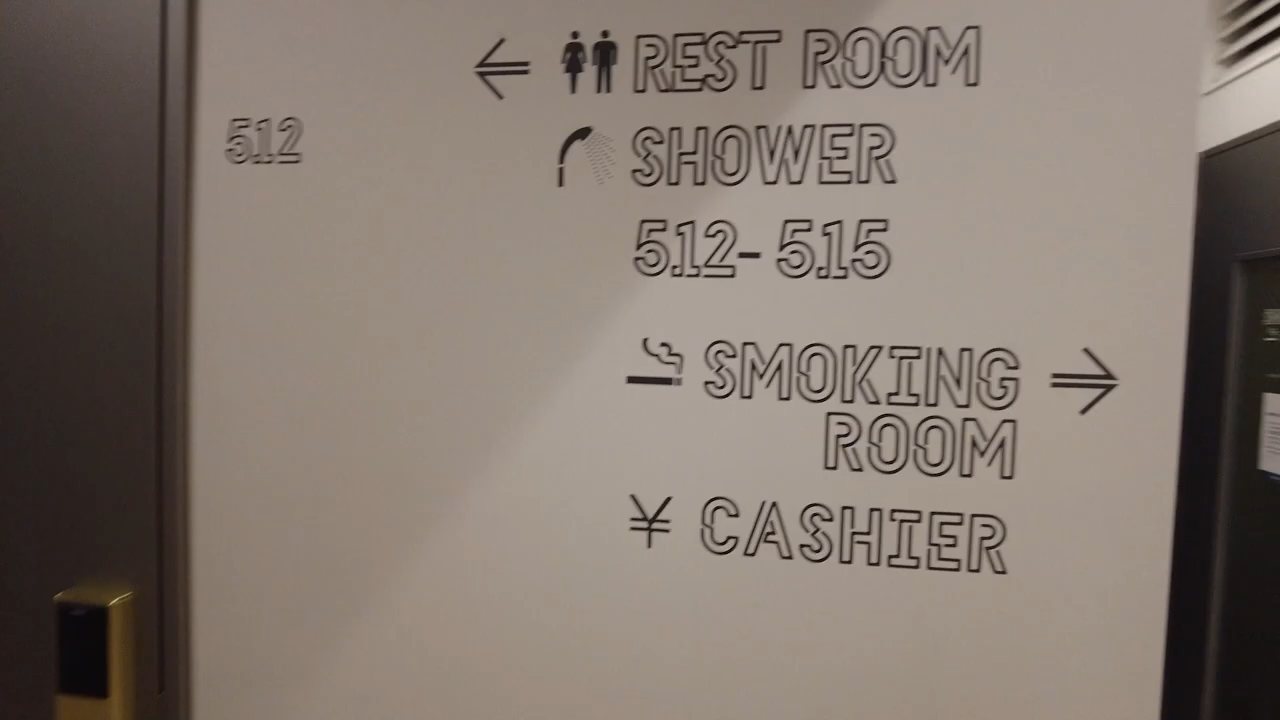 512
REST ROOM
SHOWER
512- 515
SMOKING
ROOM
¥ CASHIER